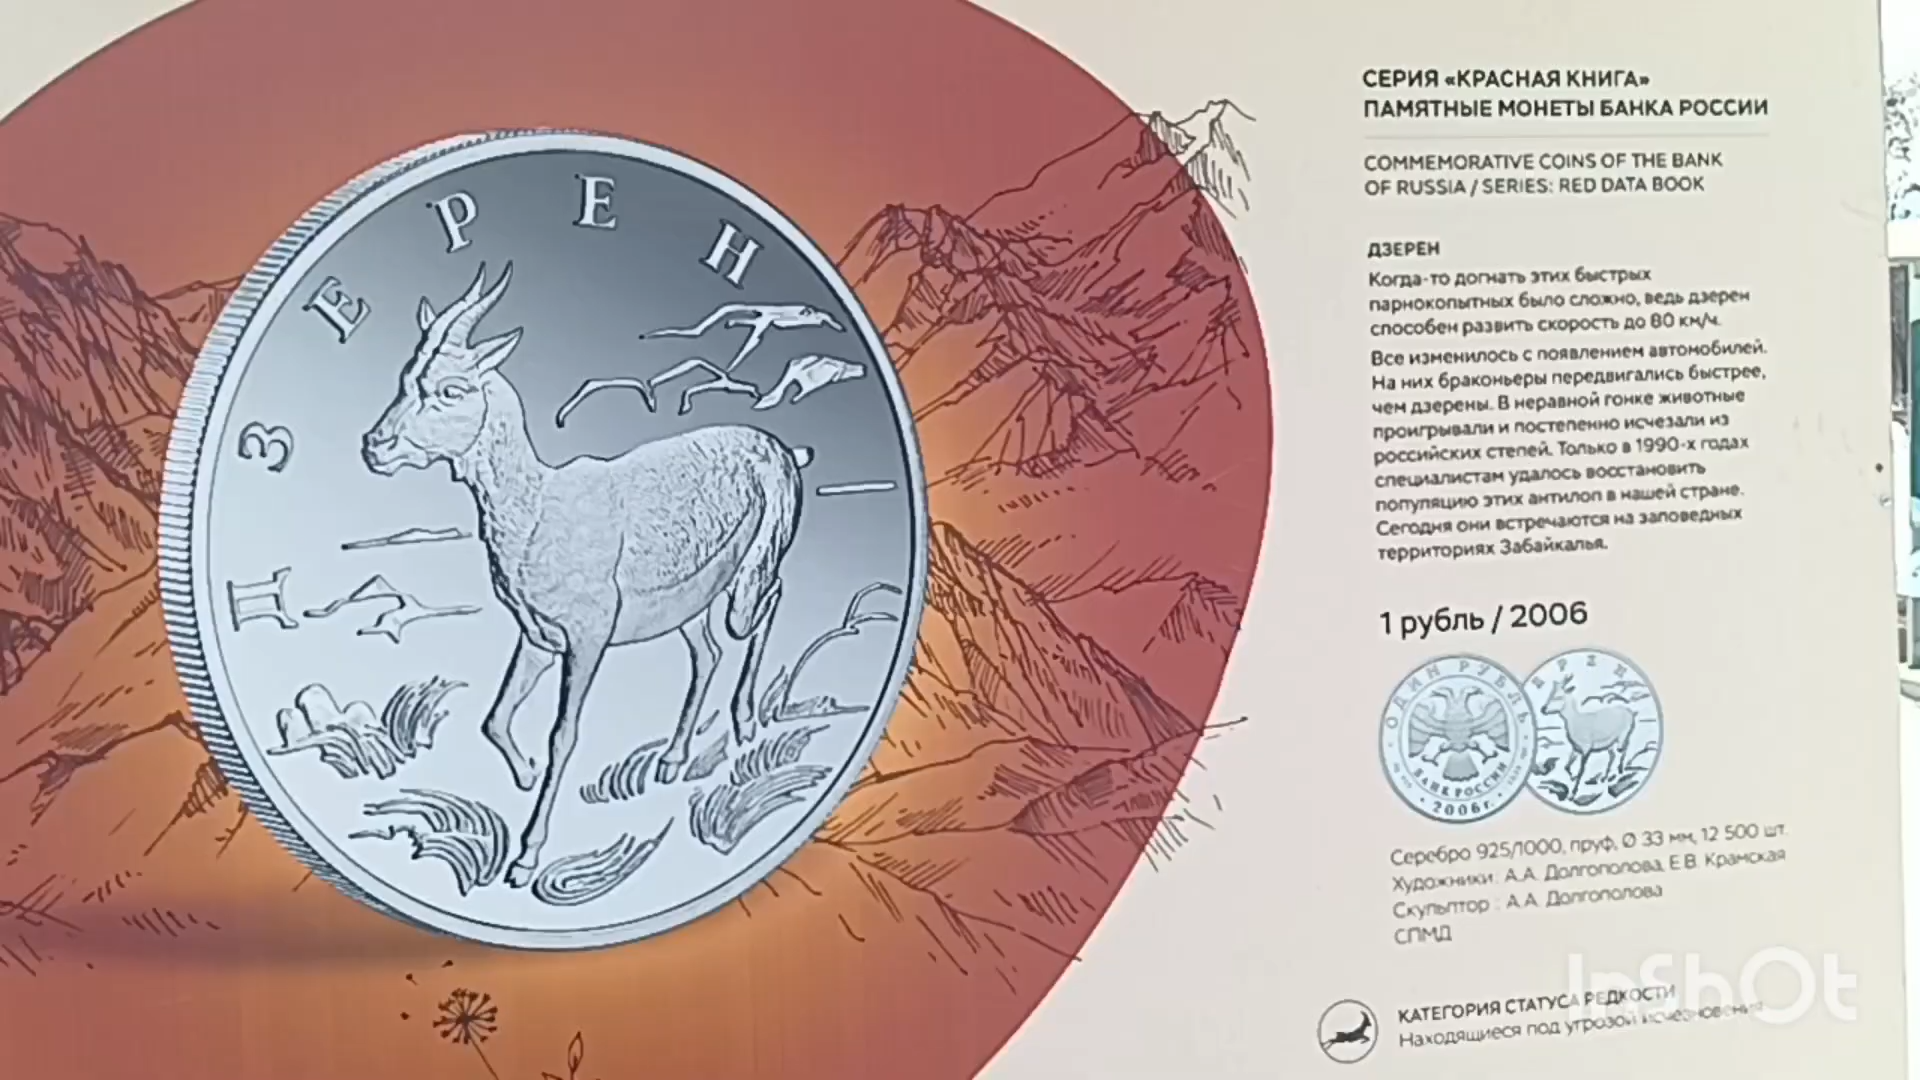 ДЗЕРЕН
СЕРИЯ «КРАСНАЯ КНИГА»
ПАМЯТНЫЕ МОНЕТЫ БАНКА РОССИИ
COMMEMORATIVE COINS OF THE BANK
OF RUSSIA / SERIES: RED DATA BOOK
ДЗЕРЕН
Когда-то догнать этих быстрых
парнокопытных было сложно, ведь дзерен
способен развить скорость до 80 км/ч.
Все изменилось с появлением автомобилей.
На них браконьеры передвигались быстрее,
чем дзерены. В неравной гонке животные
проигрывали и постепенно исчезали из
российских степей. Только в 1990-х годах
специалистам удалось восстановить
популяцию этих антилоп в нашей стране.
Сегодня они встречаются на заповедных
территориях Забайкалья.
1 рубль / 2006
ОДИН РУБЛЬ
БАНК РОССИИ
2006 г.
Серебро 925/1000, пруф, Ø 33 мм, 12 500 шт.
Художники: А.А. Долгополова, Е.В. Крамская
Скульптор : А.А. Долгополова
СПМД
КАТЕГОРИЯ СТАТУСА РЕДКОСТИ
Находящиеся под угрозой исчезновения
InShOt